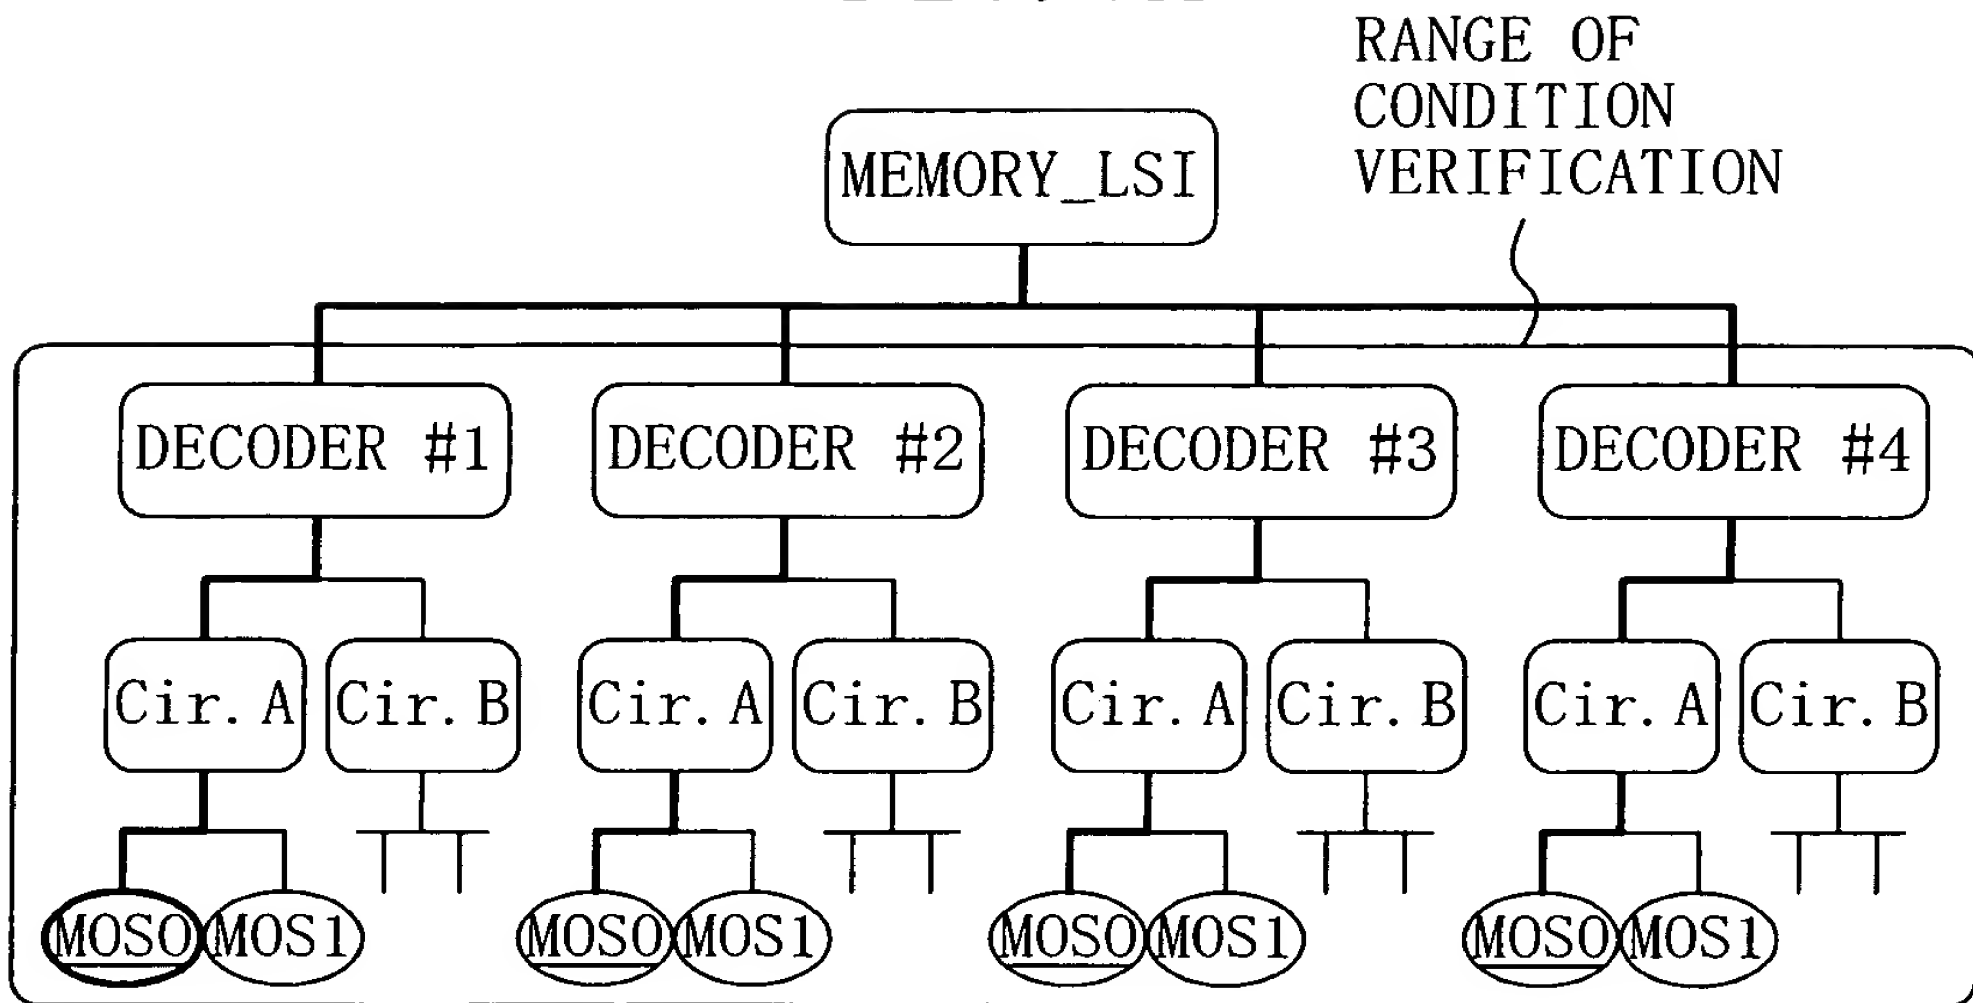 RANGE OF
CONDITION
VERIFICATION
MEMORY_LSI
DECODER #1
DECODER #2
DECODER #3
DECODER #4
Cir. A
Cir. B
Cir. A
Cir. B
Cir. A
Cir. B
Cir. A
Cir. B
MOS0
MOS1
MOS0
MOS1
MOS0
MOS1
MOS0
MOS1